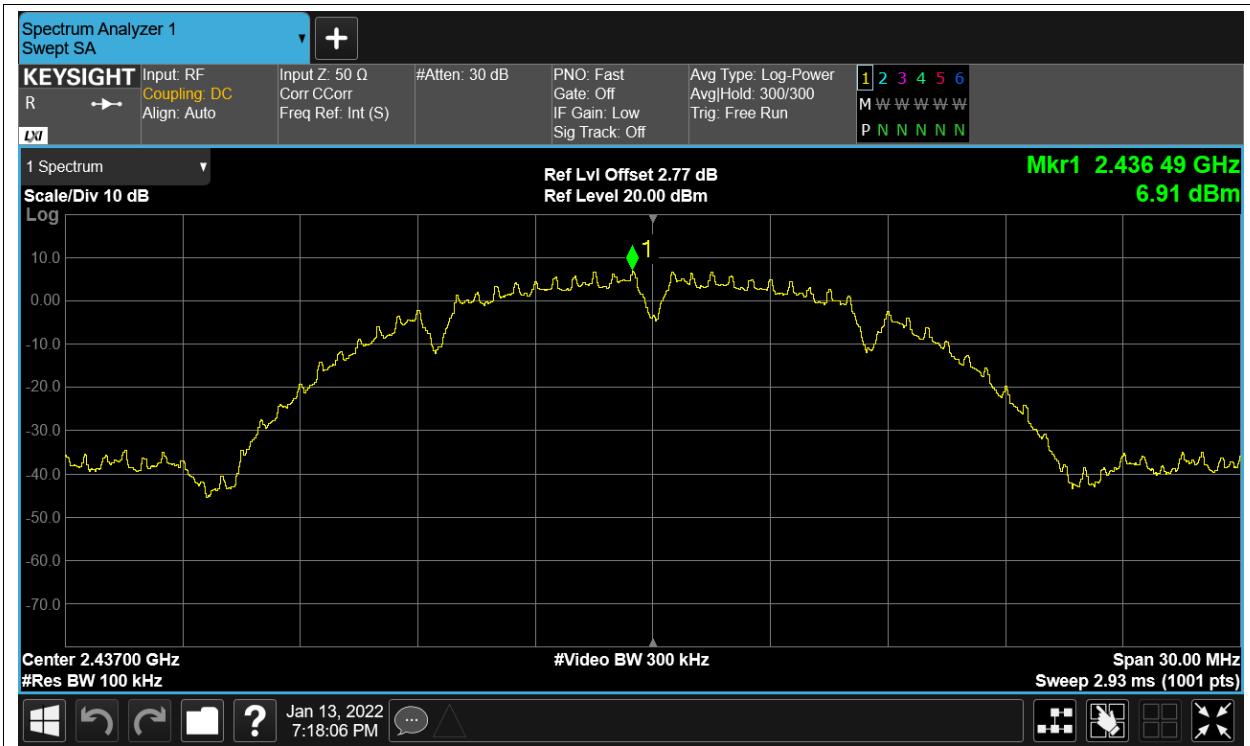 Spectrum Analyzer 1
Swept SA
+
KEYSIGHT
R
LXI
Input: RF
Coupling: DC
Align: Auto
Input Z: 50 Ω
Corr CCorr
Freq Ref: Int (S)
#Atten: 30 dB
PNO: Fast
Gate: Off
IF Gain: Low
Sig Track: Off
Avg Type: Log-Power
Avg|Hold: 300/300
Trig: Free Run
1 2 3 4 5 6
M W W W W W
P N N N N N
1 Spectrum
Scale/Div 10 dB
Log
Ref Lvl Offset 2.77 dB
Ref Level 20.00 dBm
Mkr1 2.436 49 GHz
6.91 dBm
1
10.0
0.00
-10.0
-20.0
-30.0
-40.0
-50.0
-60.0
-70.0
Center 2.43700 GHz
#Res BW 100 kHz
#Video BW 300 kHz
Span 30.00 MHz
Sweep 2.93 ms (1001 pts)
?
Jan 13, 2022
7:18:06 PM